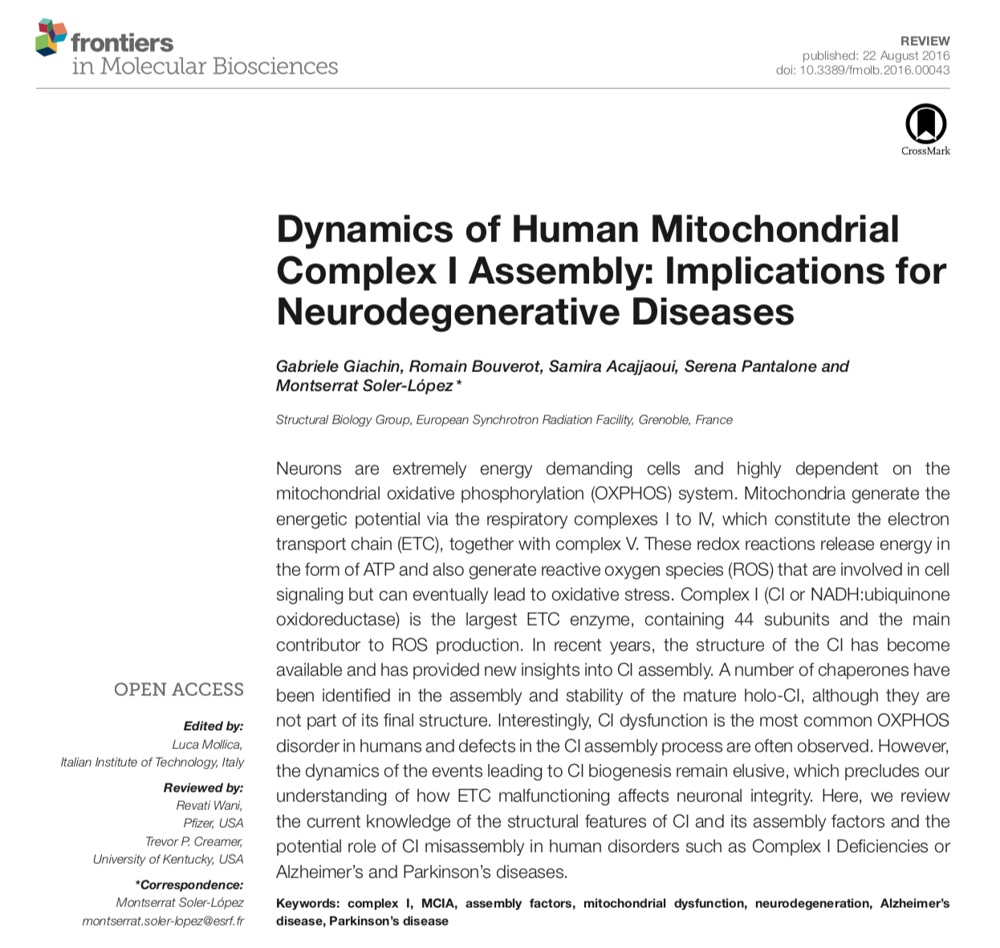 frontiers
in Molecular Biosciences
REVIEW
published: 22 August 2016
doi: 10.3389/fmolb.2016.00043
CrossMark
Dynamics of Human Mitochondrial
Complex I Assembly: Implications for
Neurodegenerative Diseases
Gabriele Giachin, Romain Bouverot, Samira Acajjaoui, Serena Pantalone and
Montserrat Soler-López*
Structural Biology Group, European Synchrotron Radiation Facility, Grenoble, France
Neurons are extremely energy demanding cells and highly dependent on the
mitochondrial oxidative phosphorylation (OXPHOS) system. Mitochondria generate the
energetic potential via the respiratory complexes I to IV, which constitute the electron
transport chain (ETC), together with complex V. These redox reactions release energy in
the form of ATP and also generate reactive oxygen species (ROS) that are involved in cell
signaling but can eventually lead to oxidative stress. Complex I (CI or NADH:ubiquinone
oxidoreductase) is the largest ETC enzyme, containing 44 subunits and the main
contributor to ROS production. In recent years, the structure of the CI has become
available and has provided new insights into CI assembly. A number of chaperones have
been identified in the assembly and stability of the mature holo-CI, although they are
not part of its final structure. Interestingly, CI dysfunction is the most common OXPHOS
disorder in humans and defects in the CI assembly process are often observed. However,
the dynamics of the events leading to CI biogenesis remain elusive, which precludes our
understanding of how ETC malfunctioning affects neuronal integrity. Here, we review
the current knowledge of the structural features of CI and its assembly factors and the
potential role of CI misassembly in human disorders such as Complex I Deficiencies or
Alzheimer's and Parkinson's diseases.
Keywords: complex I, MCIA, assembly factors, mitochondrial dysfunction, neurodegeneration, Alzheimer's
disease, Parkinson's disease
OPEN ACCESS
Edited by:
Luca Mollica,
Italian Institute of Technology, Italy
Reviewed by:
Revati Wani,
Pfizer, USA
Trevor P. Creamer,
University of Kentucky, USA
*Correspondence:
Montserrat Soler-López
montserrat.soler-lopez@esrf.fr